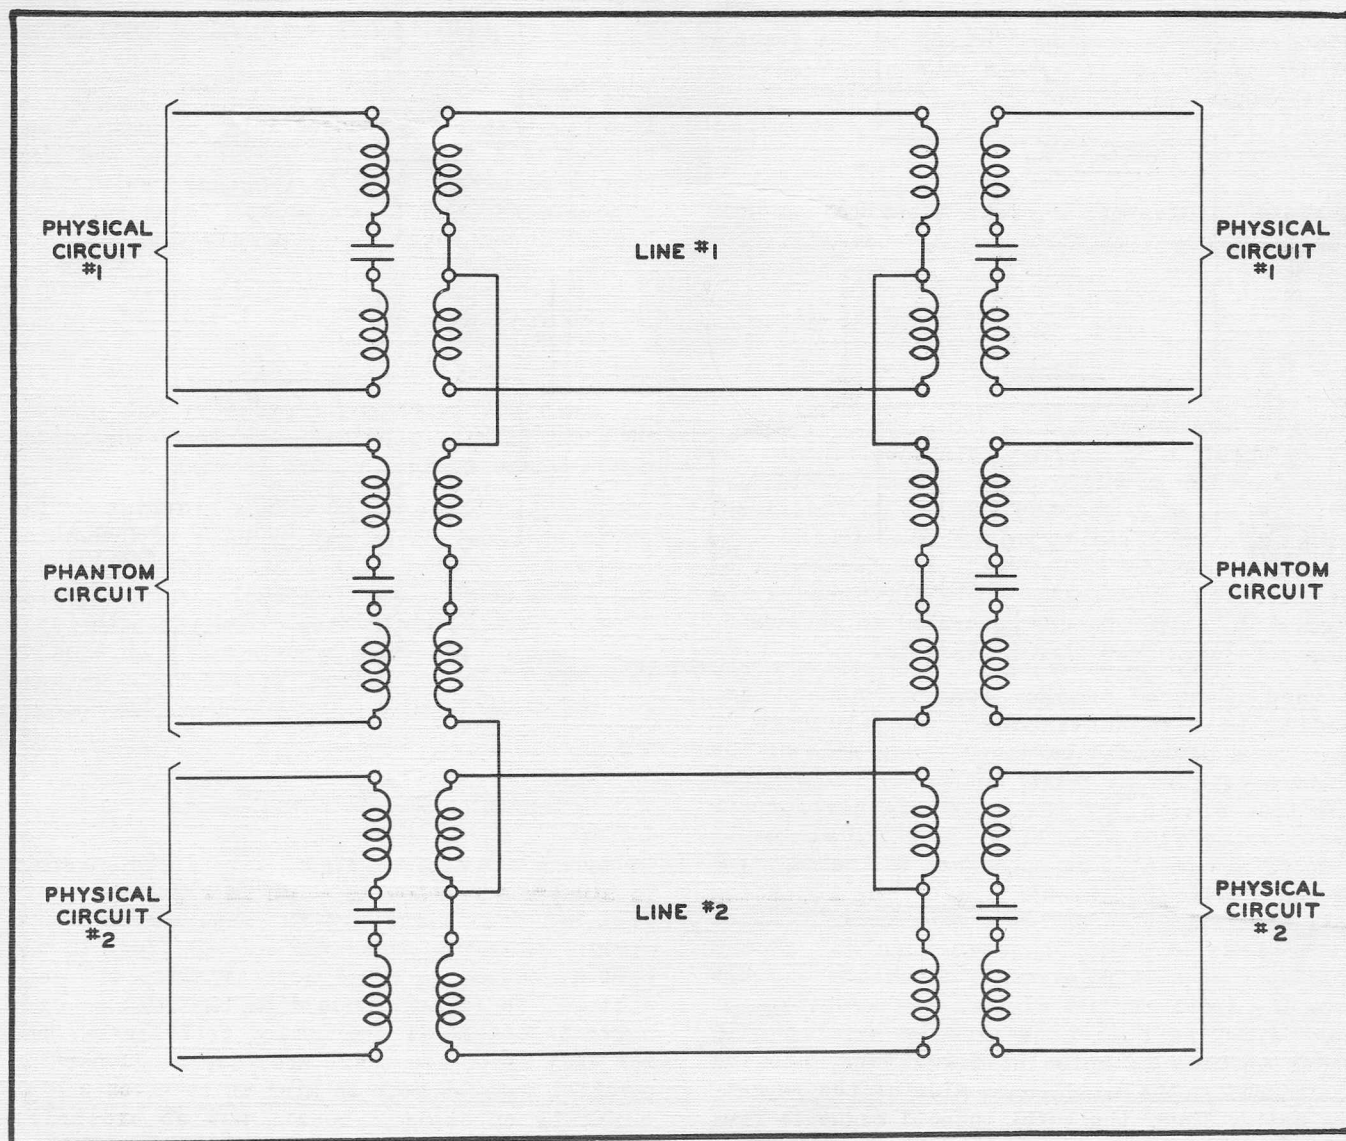 PHYSICAL
CIRCUIT
#1
LINE #1
PHYSICAL
CIRCUIT
#1
PHANTOM
CIRCUIT
PHANTOM
CIRCUIT
PHYSICAL
CIRCUIT
#2
LINE #2
PHYSICAL
CIRCUIT
#2